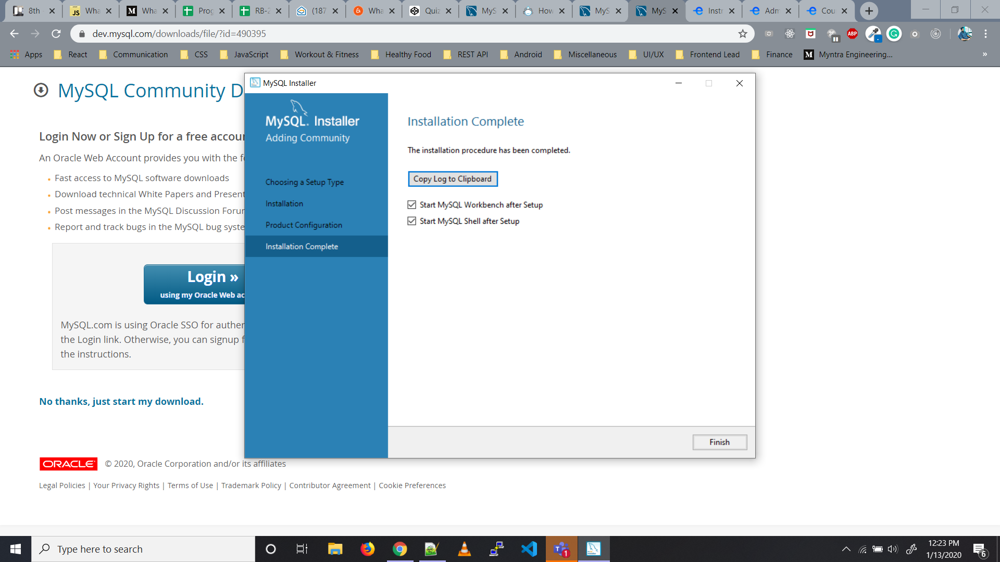 8th -
Wha
Wha
Prog
RB-2
(187
Wha
Quiz
MyS
How
MyS
MyS
Instr
Adm
Cou
dev.mysql.com/downloads/file/?id=490395
ABP
Apps
React
Communication
CSS
JavaScript
Workout & Fitness
Healthy Food
REST API
Android
Miscellaneous
UI/UX
Frontend Lead
Finance
M
Myntra Engineering...
»
MySQL Community D
Login Now or Sign Up for a free accoun
An Oracle Web Account provides you with the f
Fast access to MySQL software downloads
Download technical White Papers and Present
Post messages in the MySQL Discussion Forum
Report and track bugs in the MySQL bug syste
Login »
using my Oracle Web ac
MySQL.com is using Oracle SSO for auther
the Login link. Otherwise, you can signup f
the instructions.
No thanks, just start my download.
ORACLE
© 2020, Oracle Corporation and/or its affiliates
Legal Policies | Your Privacy Rights | Terms of Use | Trademark Policy | Contributor Agreement | Cookie Preferences
MySQL Installer
MySQL. Installer
Adding Community
Choosing a Setup Type
Installation
Product Configuration
Installation Complete
Installation Complete
The installation procedure has been completed.
Copy Log to Clipboard
Start MySQL Workbench after Setup
Start MySQL Shell after Setup
Finish
Type here to search
1
12:23 PM
1/13/2020
6